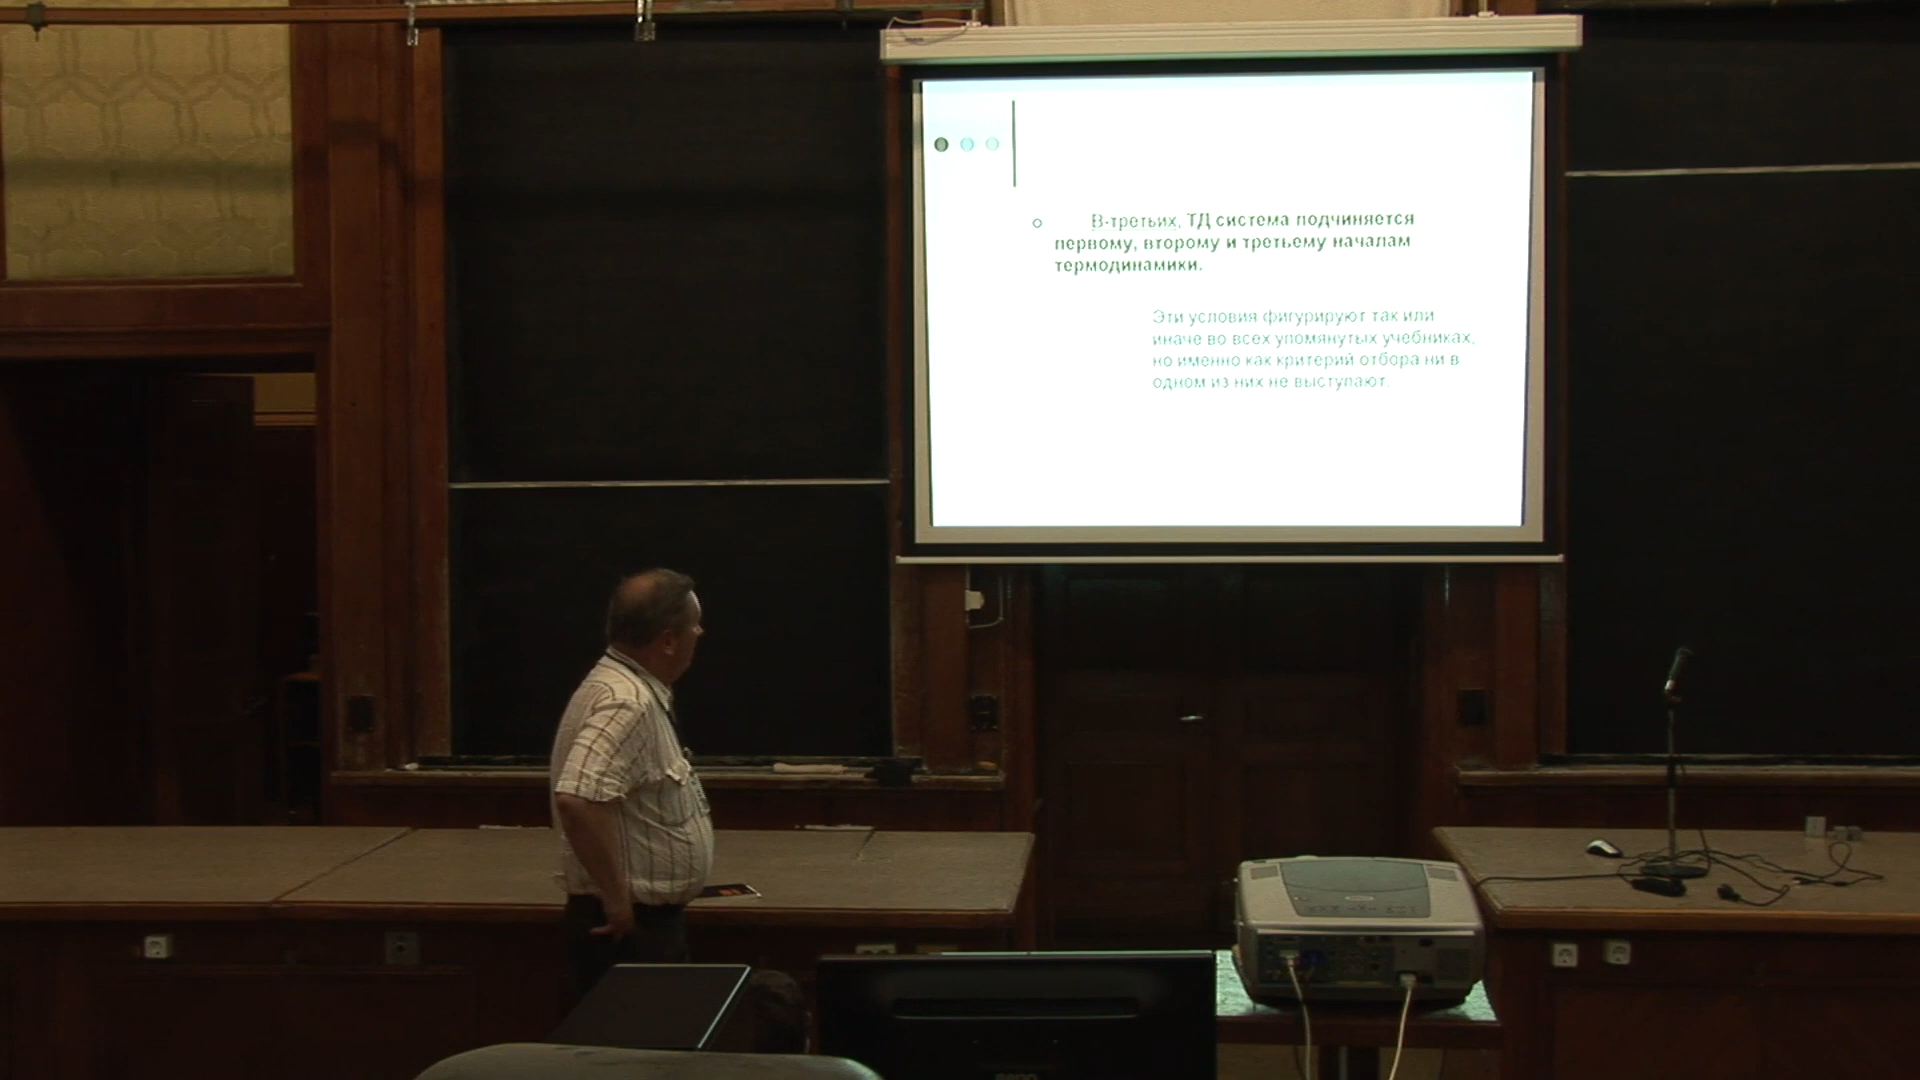 В-третьих, ТД система подчиняется
первому, второму и третьему началам
термодинамики.
Эти условия фигурируют так или
иначе во всех упомянутых учебниках,
но именно как критерий отбора ни в
одном из них не выступают.